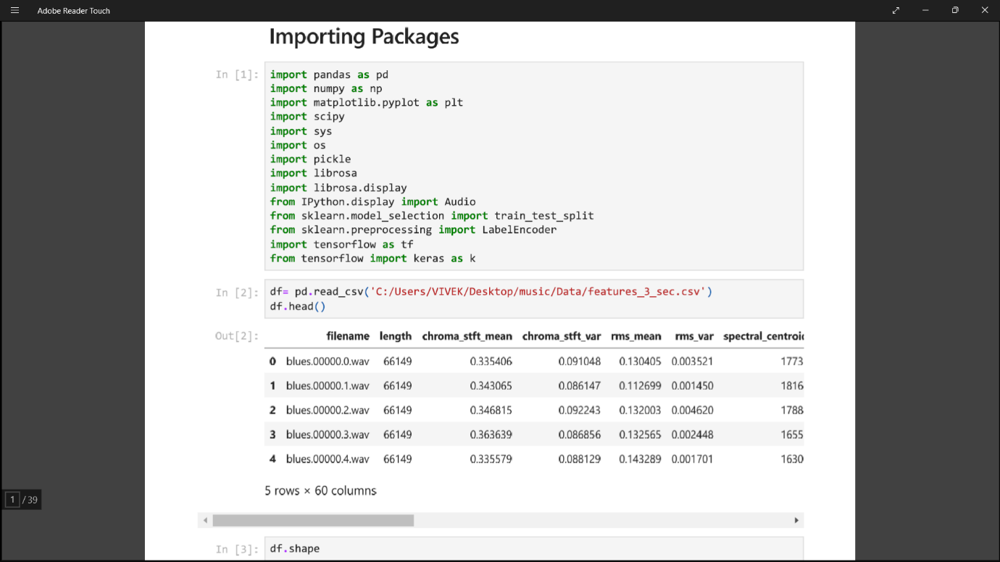 Adobe Reader Touch
Importing Packages
In [1]:
import pandas as pd
import numpy as np
import matplotlib.pyplot as plt
import scipy
import sys
import os
import pickle
import librosa
import librosa.display
from IPython.display import Audio
from sklearn.model_selection import train_test_split
from sklearn.preprocessing import LabelEncoder
import tensorflow as tf
from tensorflow import keras as k
In [2]:
df= pd.read_csv('C:/Users/VIVEK/Desktop/music/Data/features_3_sec.csv')
df.head()
Out[2]:
filename length chroma_stft_mean chroma_stft_var rms_mean rms_var spectral_centroid
0 blues.00000.0.wav 66149 0.335406 0.091048 0.130405 0.003521 1773
1 blues.00000.1.wav 66149 0.343065 0.086147 0.112699 0.001450 1816
2 blues.00000.2.wav 66149 0.346815 0.092243 0.132003 0.004620 1788
3 blues.00000.3.wav 66149 0.363639 0.086856 0.132565 0.002448 1655
4 blues.00000.4.wav 66149 0.335579 0.088129 0.143289 0.001701 1630
5 rows × 60 columns
1 / 39
In [3]:
df.shape